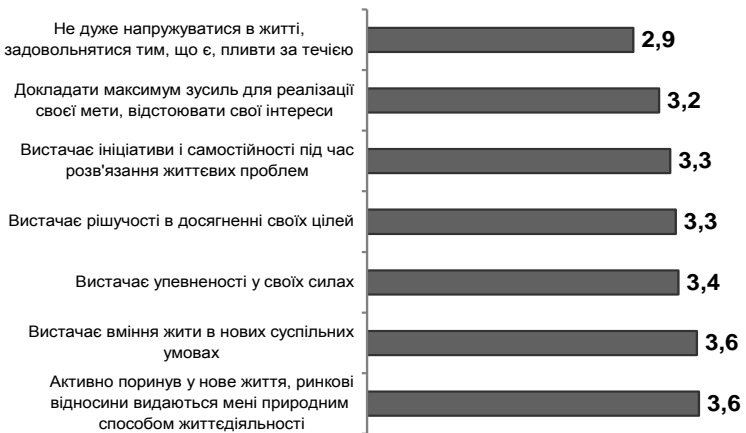 Не дуже напружуватися в житті,
задовольнятися тим, що є, пливти за течією
2,9
Докладати максимум зусиль для реалізації
своєї мети, відстоювати свої інтереси
3,2
Вистачає ініціативи і самостійності під час
розв'язання життєвих проблем
3,3
Вистачає рішучості в досягненні своїх цілей
3,3
Вистачає упевненості у своїх силах
3,4
Вистачає вміння жити в нових суспільних
умовах
3,6
Активно поринув у нове життя, ринкові
відносини видаються мені природним
способом життєдіяльності
3,6